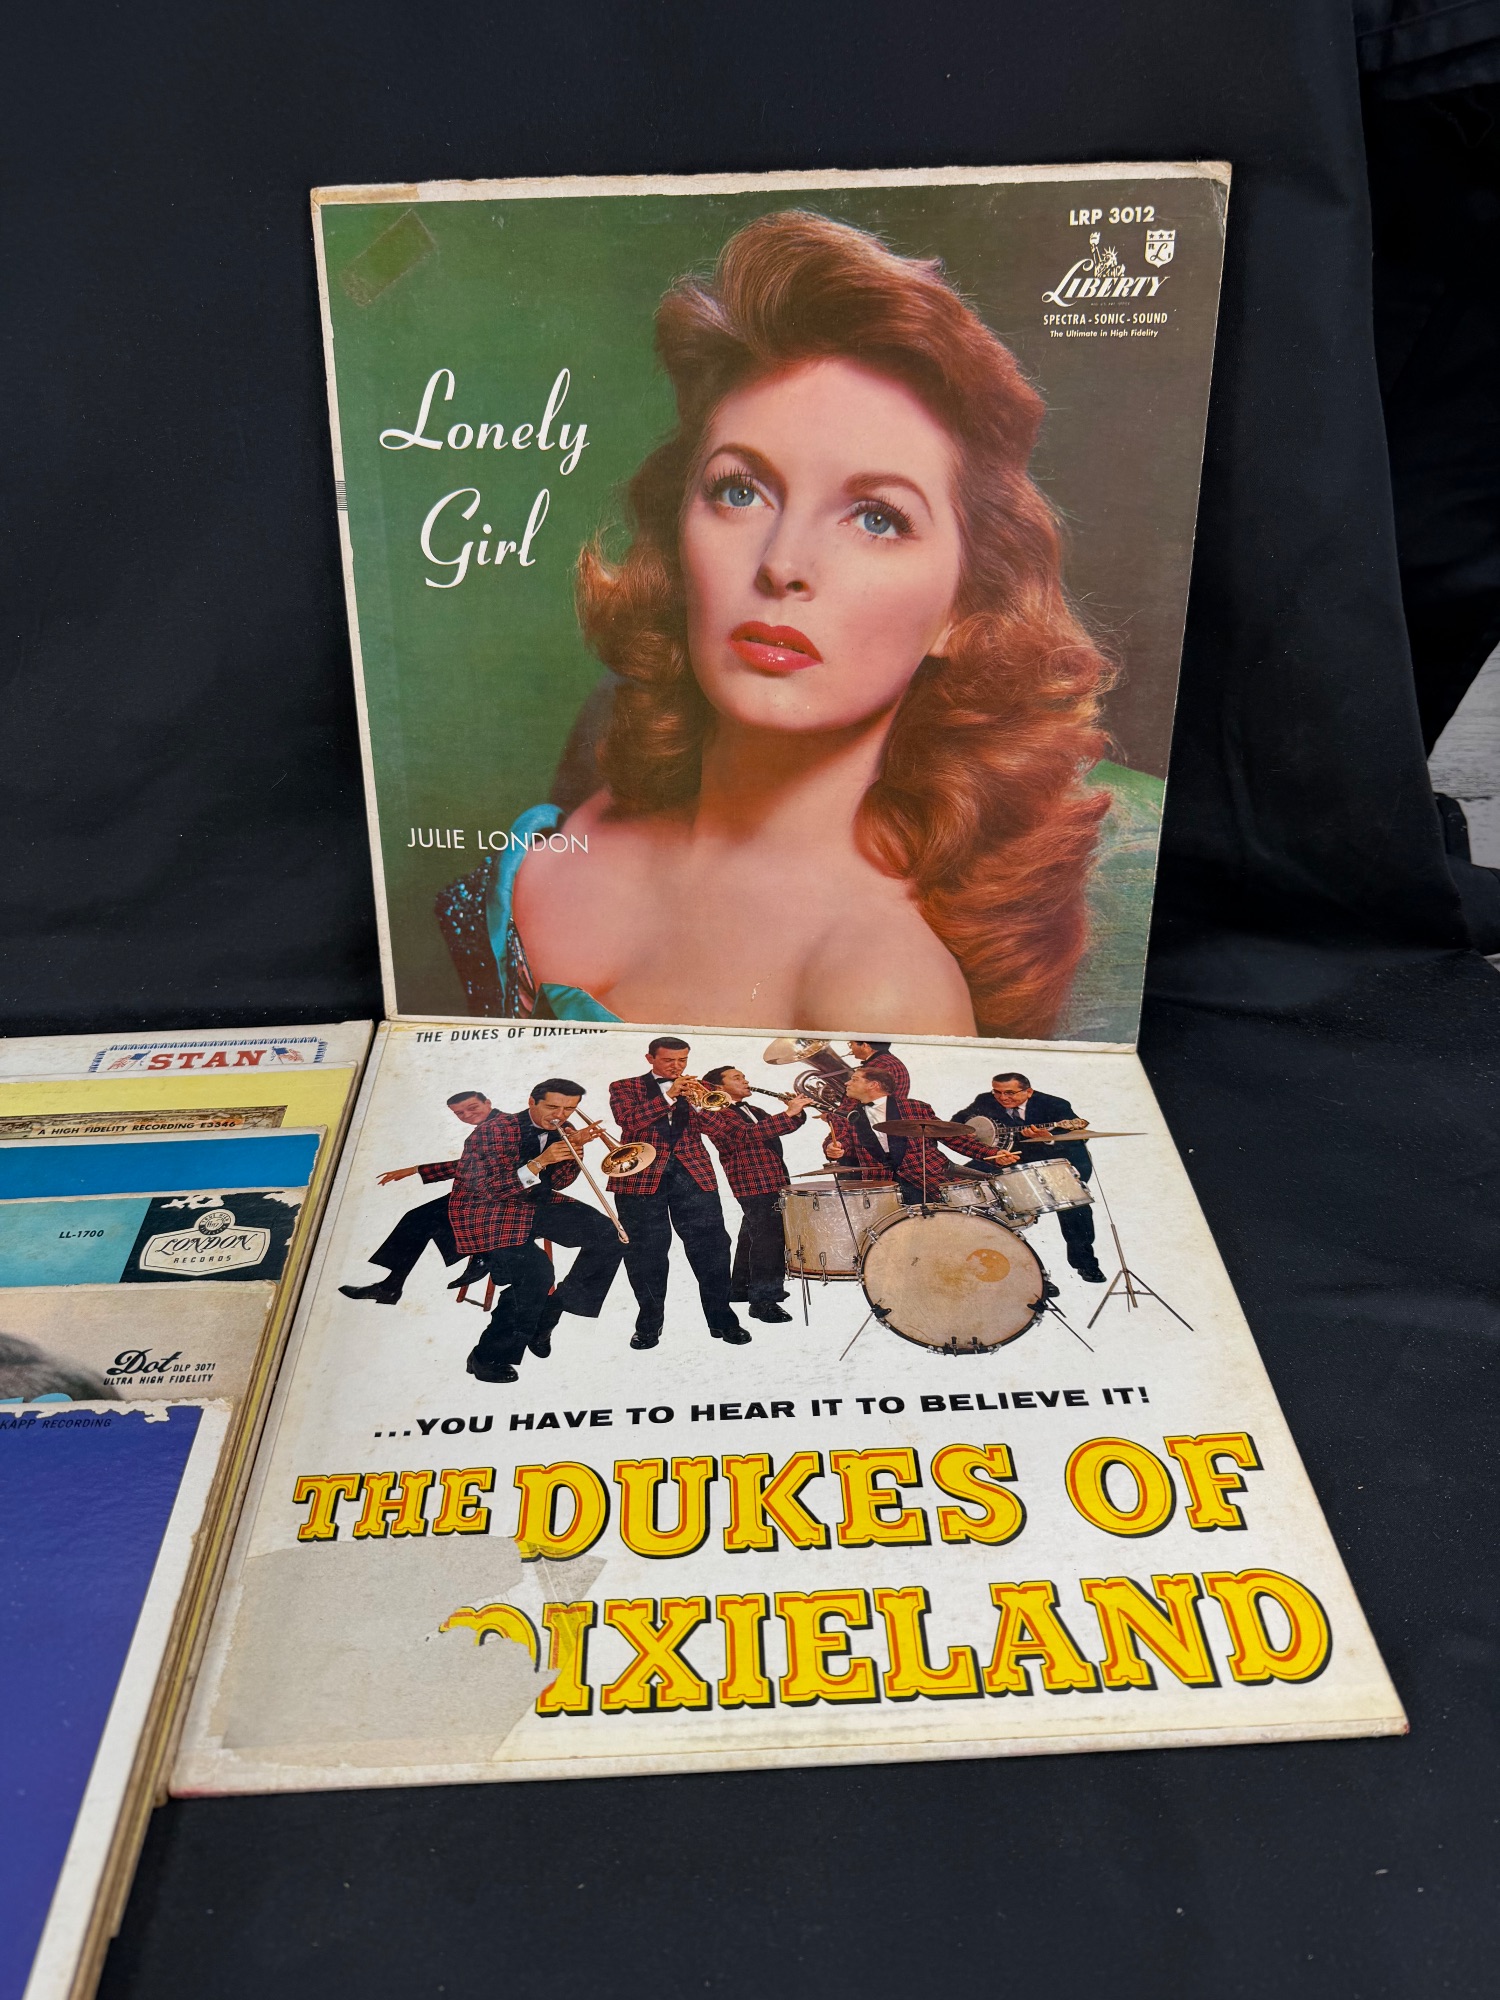 LRP 3012
LIBERTY
SPECTRA-SONIC-SOUND
The Ultimate in High Fidelity
Lonely
Girl
JULIE LONDON
THE DUKES OF DIXIELAND
...YOU HAVE TO HEAR IT TO BELIEVE IT!
THE DUKES OF
DIXIELAND
STAN
A HIGH FIDELITY RECORDING E3346
LL-1700
LONDON
RECORDS
Dot DLP 3071
ULTRA HIGH FIDELITY
KAPP RECORDING